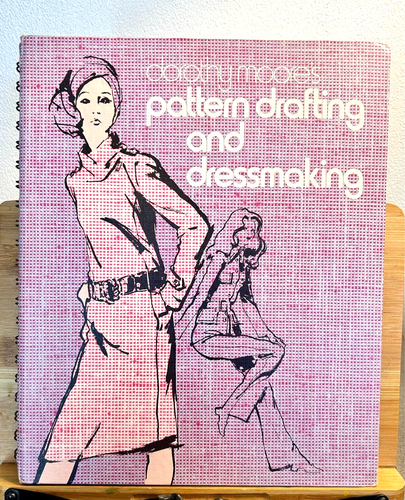 dorothy moore's
pattern drafting
and
dressmaking